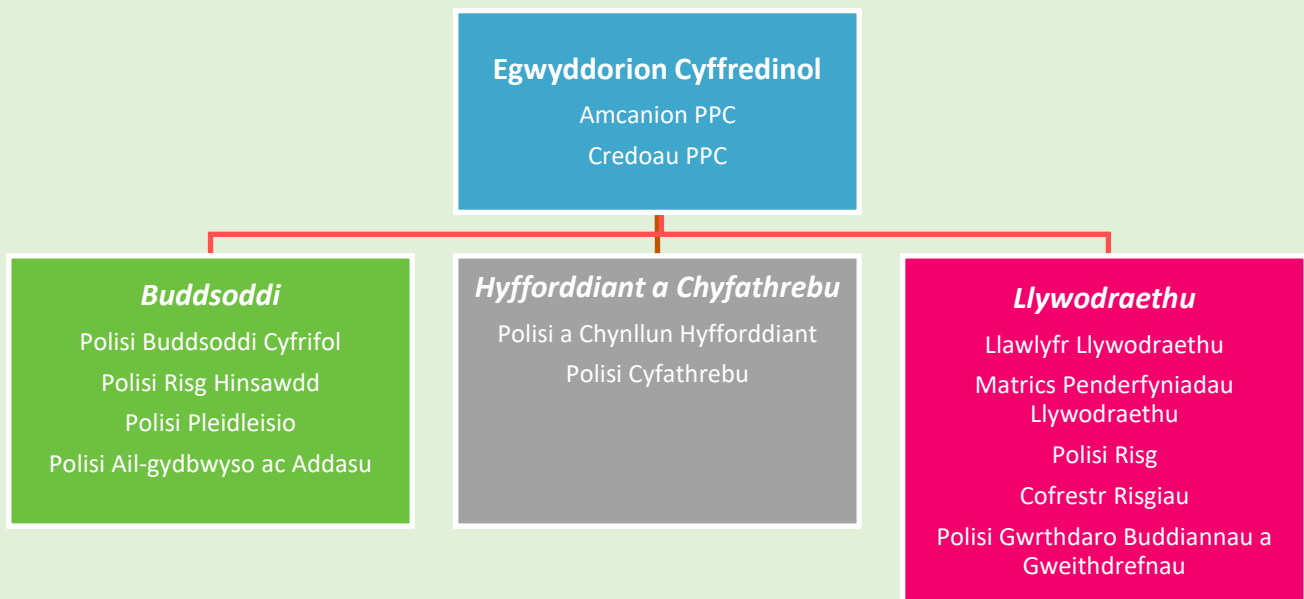 Egwyddorion Cyffredinol
Amcanion PPC
Credoau PPC
Buddsoddi
Polisi Buddsoddi Cyfrifol
Polisi Risg Hinsawdd
Polisi Pleidleisio
Polisi Ail-gydbwyso ac Addasu
Hyfforddiant a Chyfathrebu
Polisi a Chynllun Hyfforddiant
Polisi Cyfathrebu
Llywodraethu
Llawlyfr Llywodraethu
Matrics Penderfyniadau
Llywodraethu
Polisi Risg
Cofrestr Risgiau
Polisi Gwrthdaro Buddiannau a
Gweithdrefnau